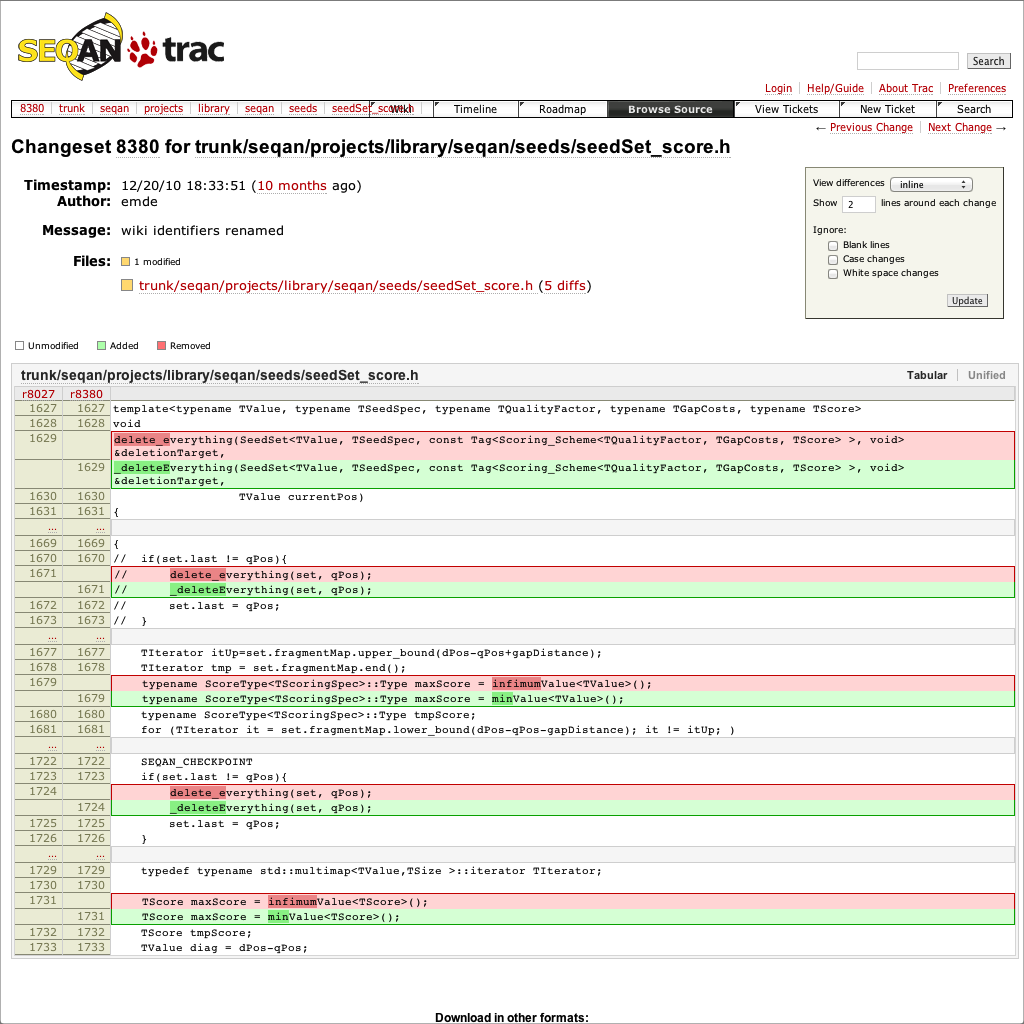 SEQAN trac
Search
Login Help/Guide About Trac Preferences
8380 trunk seqan projects library seqan seeds seedSet_score.h Wiki Timeline Roadmap Browse Source View Tickets New Ticket Search
← Previous Change Next Change →
Changeset 8380 for trunk/seqan/projects/library/seqan/seeds/seedSet_score.h
Timestamp: 12/20/10 18:33:51 (10 months ago)
Author: emde
Message: wiki identifiers renamed
Files: 1 modified
trunk/seqan/projects/library/seqan/seeds/seedSet_score.h (5 diffs)
View differences inline
Show 2 lines around each change
Ignore:
Blank lines
Case changes
White space changes
Update
Unmodified Added Removed
trunk/seqan/projects/library/seqan/seeds/seedSet_score.h Tabular Unified
r8027 r8380
1627 1627 template<typename TValue, typename TSeedSpec, typename TQualityFactor, typename TGapCosts, typename TScore>
1628 1628 void
1629 delete_everything(SeedSet<TValue, TSeedSpec, const Tag<Scoring_Scheme<TQualityFactor, TGapCosts, TScore> >, void>
&deletionTarget,
1629 _deleteEverything(SeedSet<TValue, TSeedSpec, const Tag<Scoring_Scheme<TQualityFactor, TGapCosts, TScore> >, void>
&deletionTarget,
1630 1630 TValue currentPos)
1631 1631 {
… …
1669 1669 {
1670 1670 // if(set.last != qPos){
1671 // delete_everything(set, qPos);
1671 // _deleteEverything(set, qPos);
1672 1672 // set.last = qPos;
1673 1673 // }
… …
1677 1677 TIterator itUp=set.fragmentMap.upper_bound(dPos-qPos+gapDistance);
1678 1678 TIterator tmp = set.fragmentMap.end();
1679 typename ScoreType<TScoringSpec>::Type maxScore = infimumValue<TValue>();
1679 typename ScoreType<TScoringSpec>::Type maxScore = minValue<TValue>();
1680 1680 typename ScoreType<TScoringSpec>::Type tmpScore;
1681 1681 for (TIterator it = set.fragmentMap.lower_bound(dPos-qPos-gapDistance); it != itUp; )
… …
1722 1722 SEQAN_CHECKPOINT
1723 1723 if(set.last != qPos){
1724 delete_everything(set, qPos);
1724 _deleteEverything(set, qPos);
1725 1725 set.last = qPos;
1726 1726 }
… …
1729 1729 typedef typename std::multimap<TValue,TSize >::iterator TIterator;
1730 1730
1731 TScore maxScore = infimumValue<TScore>();
1731 TScore maxScore = minValue<TScore>();
1732 1732 TScore tmpScore;
1733 1733 TValue diag = dPos-qPos;
Download in other formats: